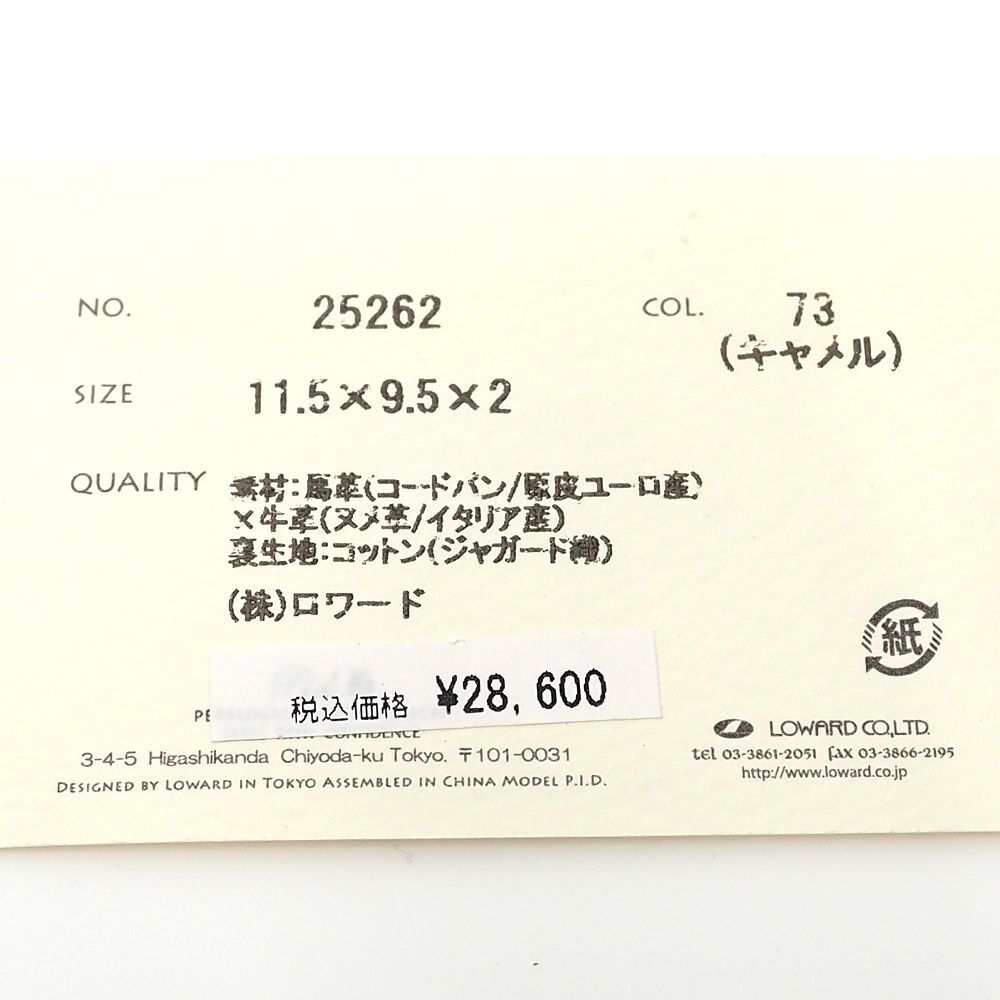 NO. 25262 COL. 73
(キャメル)
SIZE 11.5×9.5×2
QUALITY 素材:馬革(コードバン/原皮ユーロ産)
×牛革(ヌメ革/イタリア産)
裏生地:コットン(ジャガード織)
(株)ロワード
紙
税込価格 ¥28,600
CONFIDENCE
3-4-5 Higashikanda Chiyoda-ku Tokyo. 〒101-0031
DESIGNED BY LOWARD IN TOKYO ASSEMBLED IN CHINA MODEL P.I.D.
LOWARD CO.,LTD.
tel 03-3861-2051 fax 03-3866-2195
http://www.loward.co.jp